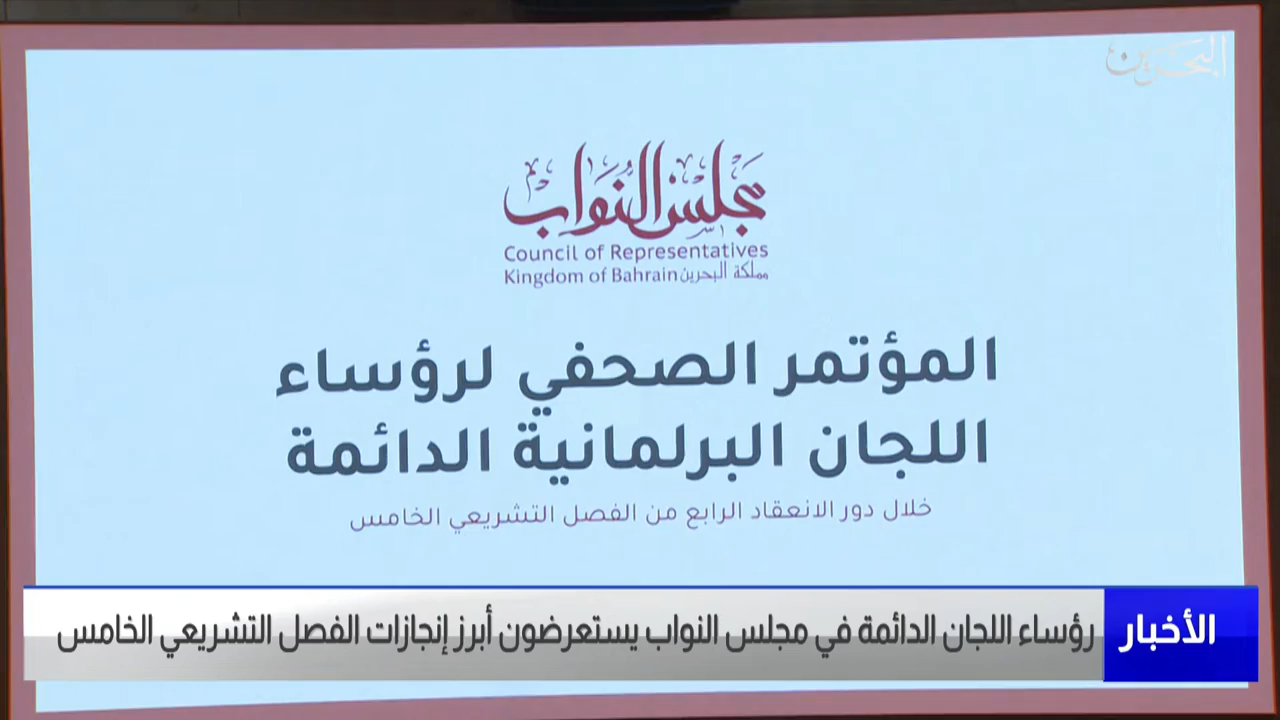 البحرين
مجلس النواب
Council of Representatives
Kingdom of Bahrain مملكة البحرين
المؤتمر الصحفي لرؤساء
اللجان البرلمانية الدائمة
خلال دور الانعقاد الرابع من الفصل التشريعي الخامس
الأخبار
رؤساء اللجان الدائمة في مجلس النواب يستعرضون أبرز إنجازات الفصل التشريعي الخامس